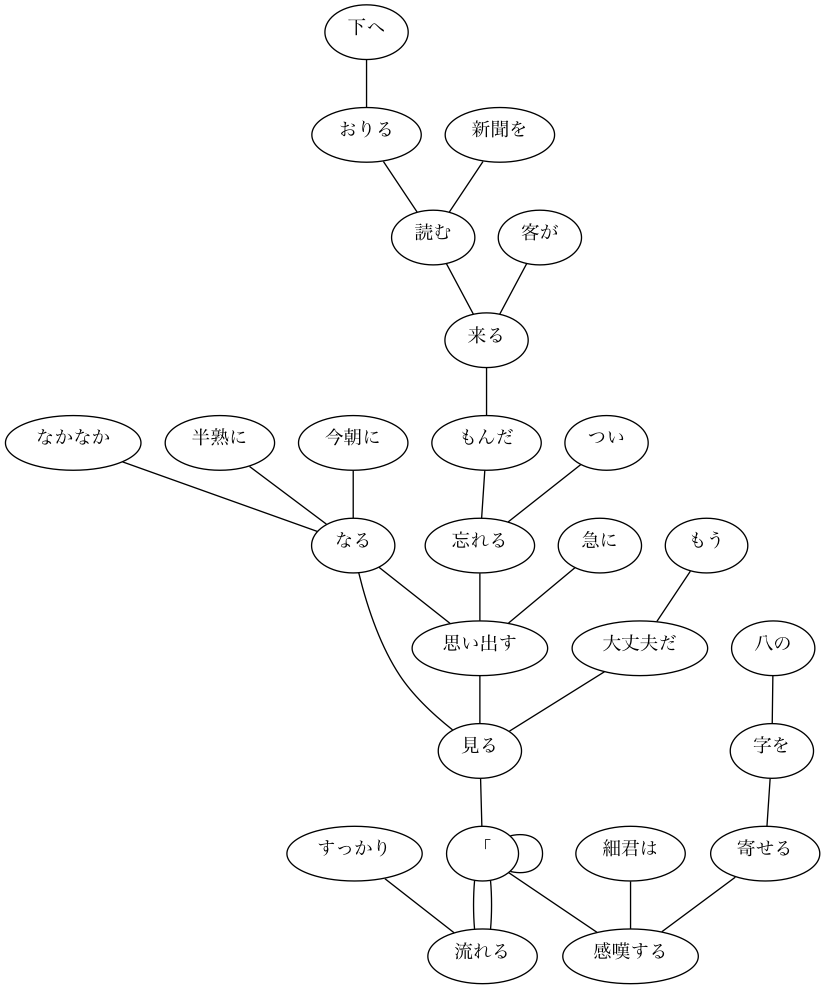 下へ
おりる
新聞を
読む
客が
来る
なかなか
半熟に
今朝に
もんだ
つい
なる
忘れる
急に
もう
思い出す
大丈夫だ
八の
見る
字を
すっかり
「
細君は
寄せる
流れる
感嘆する